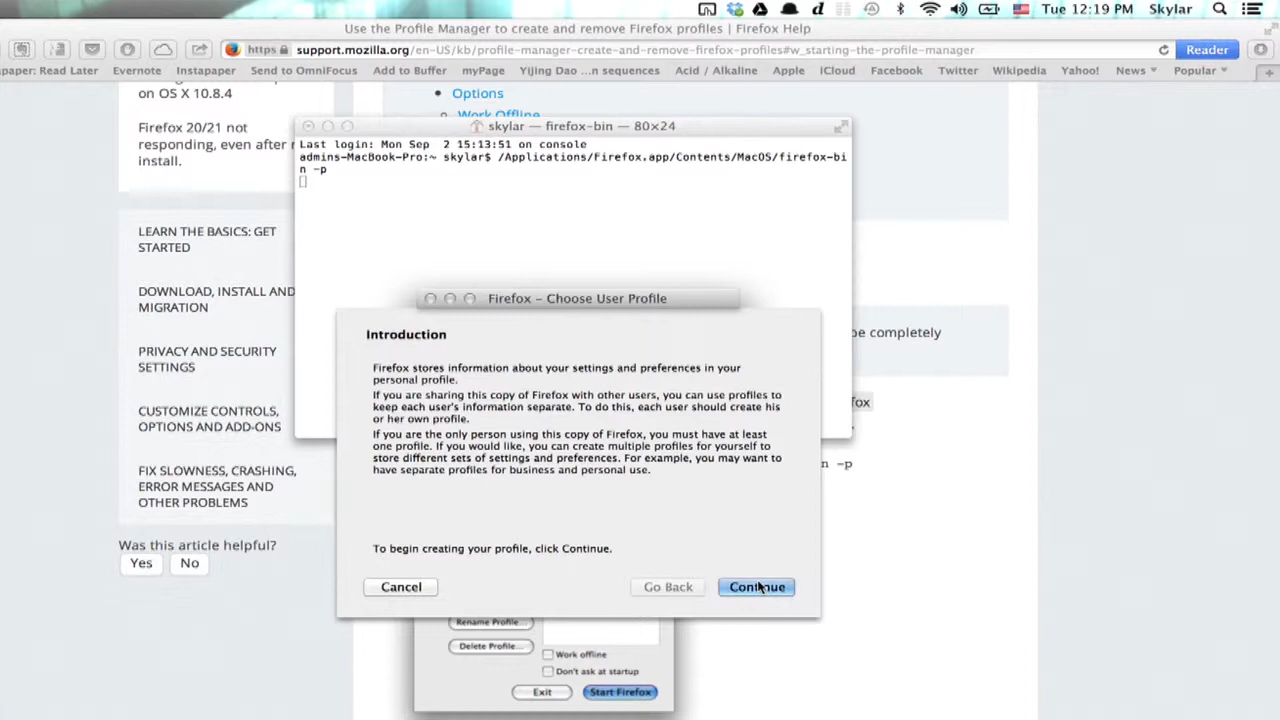 Tue 12:19 PM Skylar
Use the Profile Manager to create and remove Firefox profiles | Firefox Help
https support.mozilla.org/en-US/kb/profile-manager-create-and-remove-firefox-profiles#w_starting-the-profile-manager Reader
paper: Read Later Evernote Instapaper Send to OmniFocus Add to Buffer myPage Yijing Dao ...n sequences Acid / Alkaline Apple iCloud Facebook Twitter Wikipedia Yahoo! News Popular
on OS X 10.8.4
Firefox 20/21 not
responding, even after
install.
LEARN THE BASICS: GET
STARTED
DOWNLOAD, INSTALL AND
MIGRATION
PRIVACY AND SECURITY
SETTINGS
CUSTOMIZE CONTROLS,
OPTIONS AND ADD-ONS
FIX SLOWNESS, CRASHING,
ERROR MESSAGES AND
OTHER PROBLEMS
Was this article helpful?
Yes No
Options
Work Offline
skylar — firefox-bin — 80×24
Last login: Mon Sep  2 15:13:51 on console
admins-MacBook-Pro:~ skylar$ /Applications/Firefox.app/Contents/MacOS/firefox-bi
n -p
be completely
fox
n -p
Firefox – Choose User Profile
Introduction
Firefox stores information about your settings and preferences in your
personal profile.
If you are sharing this copy of Firefox with other users, you can use profiles to
keep each user's information separate. To do this, each user should create his
or her own profile.
If you are the only person using this copy of Firefox, you must have at least
one profile. If you would like, you can create multiple profiles for yourself to
store different sets of settings and preferences. For example, you may want to
have separate profiles for business and personal use.
To begin creating your profile, click Continue.
Cancel Go Back Continue
Rename Profile...
Delete Profile...
Work offline
Don't ask at startup
Exit Start Firefox